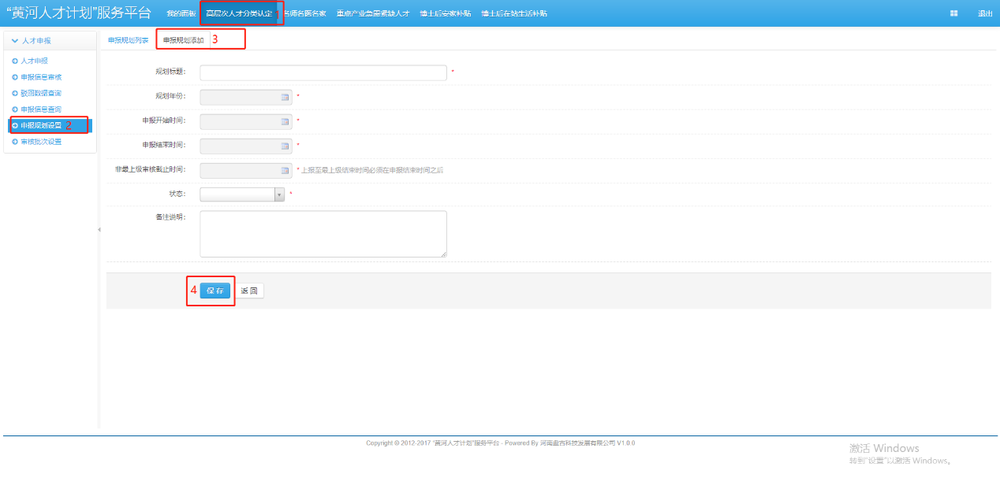 “黄河人才计划”服务平台 我的面板 高层次人才分类认定 1 名师名医名家 重点产业急需紧缺人才 博士后安家补贴 博士后在站生活补贴 退出
人才申报
人才申报
申报信息审核
驳回数据查询
申报信息查询
申报规划设置 2
审核批次设置
申报规划列表 申报规划添加 3
规划标题： *
规划年份： *
申报开始时间： *
申报结束时间： *
非最上级审核截止时间： * 上报至最上级结束时间必须在申报结束时间之后
状态： *
备注说明：
4 保存 返回
Copyright © 2012-2017 “黄河人才计划”服务平台 - Powered By 河南亩古科技发展有限公司 V1.0.0
激活 Windows
转到“设置”以激活 Windows。